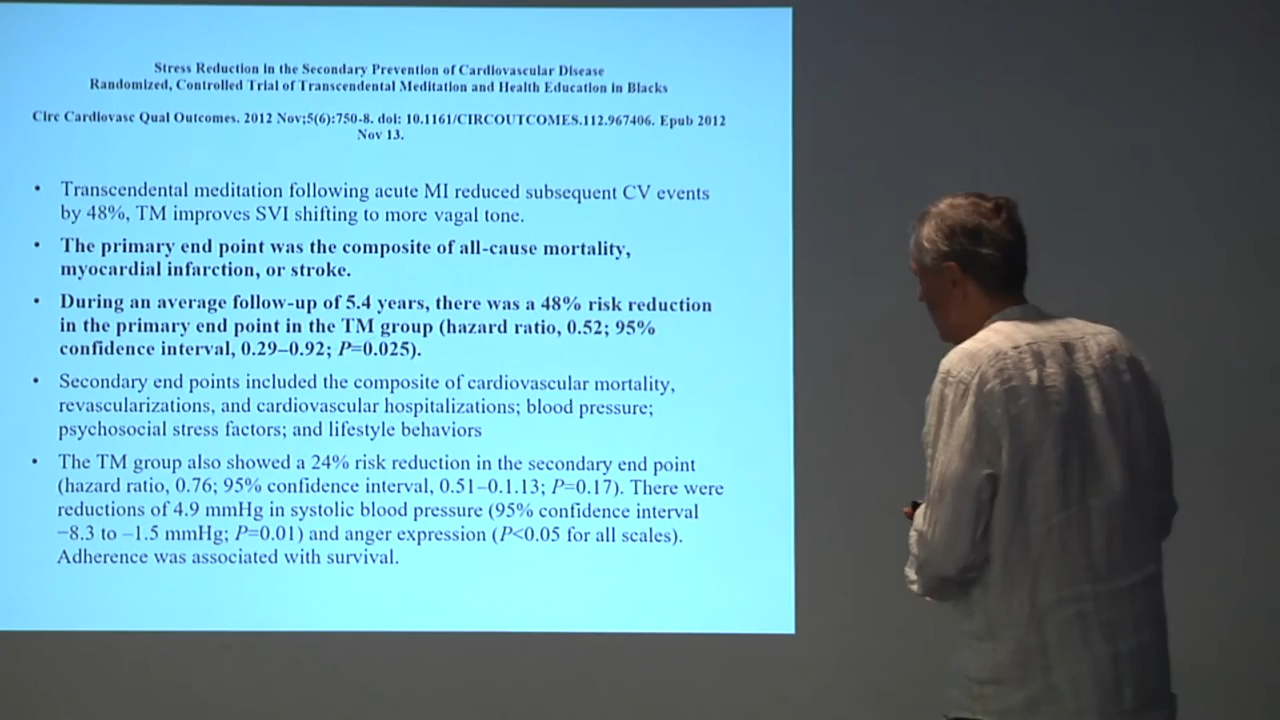 Stress Reduction in the Secondary Prevention of Cardiovascular Disease
Randomized, Controlled Trial of Transcendental Meditation and Health Education in Blacks
Circ Cardiovasc Qual Outcomes. 2012 Nov;5(6):750-8. doi: 10.1161/CIRCOUTCOMES.112.967406. Epub 2012
Nov 13.
• Transcendental meditation following acute MI reduced subsequent CV events
by 48%, TM improves SVI shifting to more vagal tone.
• The primary end point was the composite of all-cause mortality,
myocardial infarction, or stroke.
• During an average follow-up of 5.4 years, there was a 48% risk reduction
in the primary end point in the TM group (hazard ratio, 0.52; 95%
confidence interval, 0.29–0.92; P=0.025).
• Secondary end points included the composite of cardiovascular mortality,
revascularizations, and cardiovascular hospitalizations; blood pressure;
psychosocial stress factors; and lifestyle behaviors
• The TM group also showed a 24% risk reduction in the secondary end point
(hazard ratio, 0.76; 95% confidence interval, 0.51–0.1.13; P=0.17). There were
reductions of 4.9 mmHg in systolic blood pressure (95% confidence interval
−8.3 to −1.5 mmHg; P=0.01) and anger expression (P<0.05 for all scales).
Adherence was associated with survival.